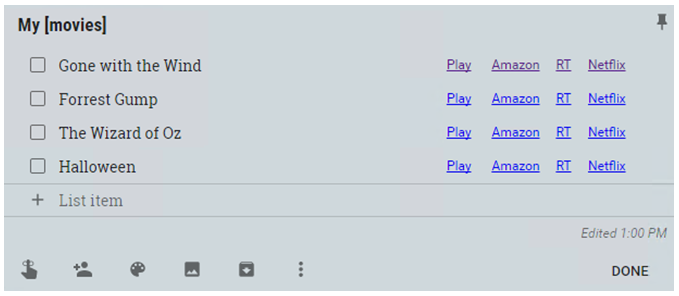 My [movies]
Gone with the Wind Play Amazon RT Netflix
Forrest Gump Play Amazon RT Netflix
The Wizard of Oz Play Amazon RT Netflix
Halloween Play Amazon RT Netflix
+ List item
Edited 1:00 PM
DONE